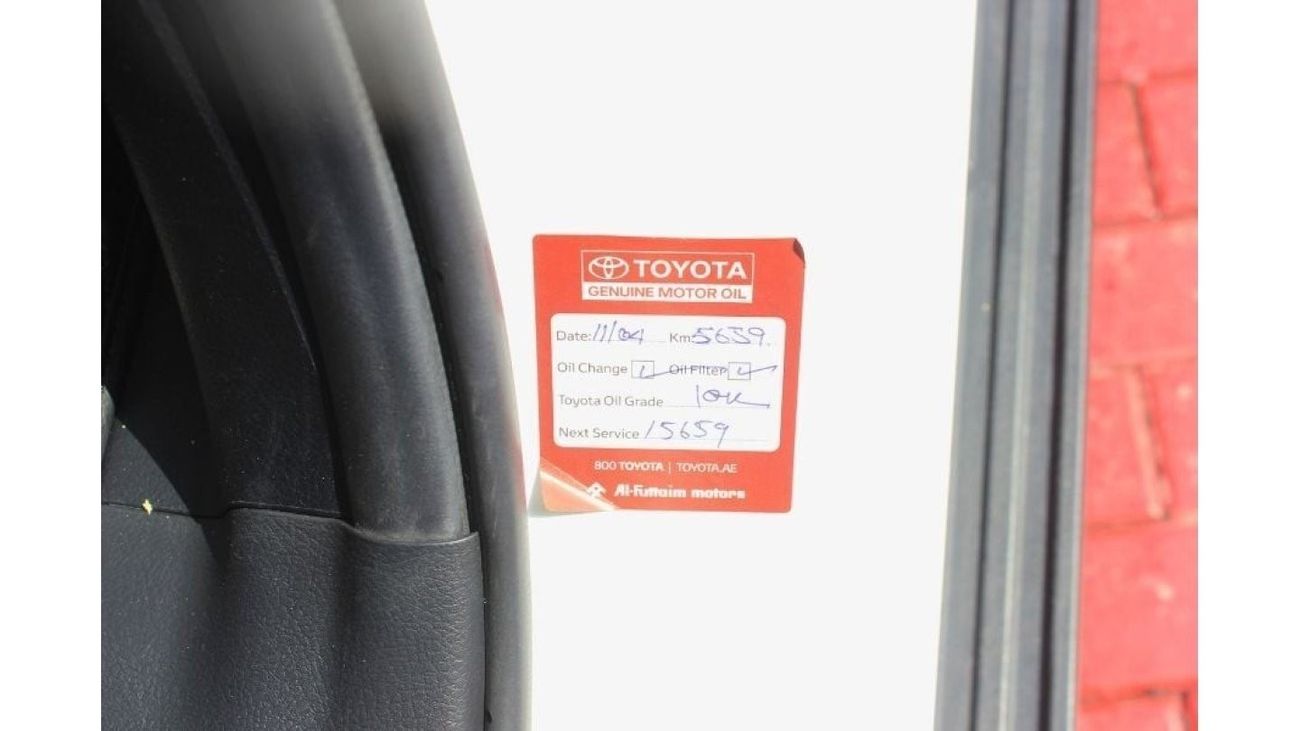 TOYOTA
GENUINE MOTOR OIL
Date: 11/04 Km: 5659
Oil Change Oil Filter
Toyota Oil Grade 10K
Next Service 15659
800 TOYOTA | TOYOTA.AE
Al-Futtaim motors